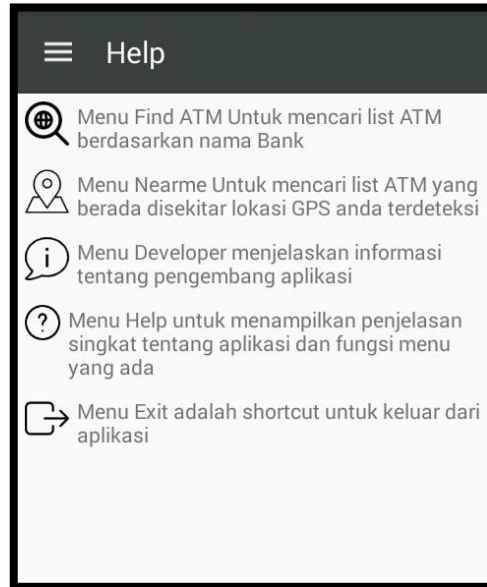 Help
Menu Find ATM Untuk mencari list ATM
berdasarkan nama Bank
Menu Nearme Untuk mencari list ATM yang
berada disekitar lokasi GPS anda terdeteksi
Menu Developer menjelaskan informasi
tentang pengembang aplikasi
Menu Help untuk menampilkan penjelasan
singkat tentang aplikasi dan fungsi menu
yang ada
Menu Exit adalah shortcut untuk keluar dari
aplikasi